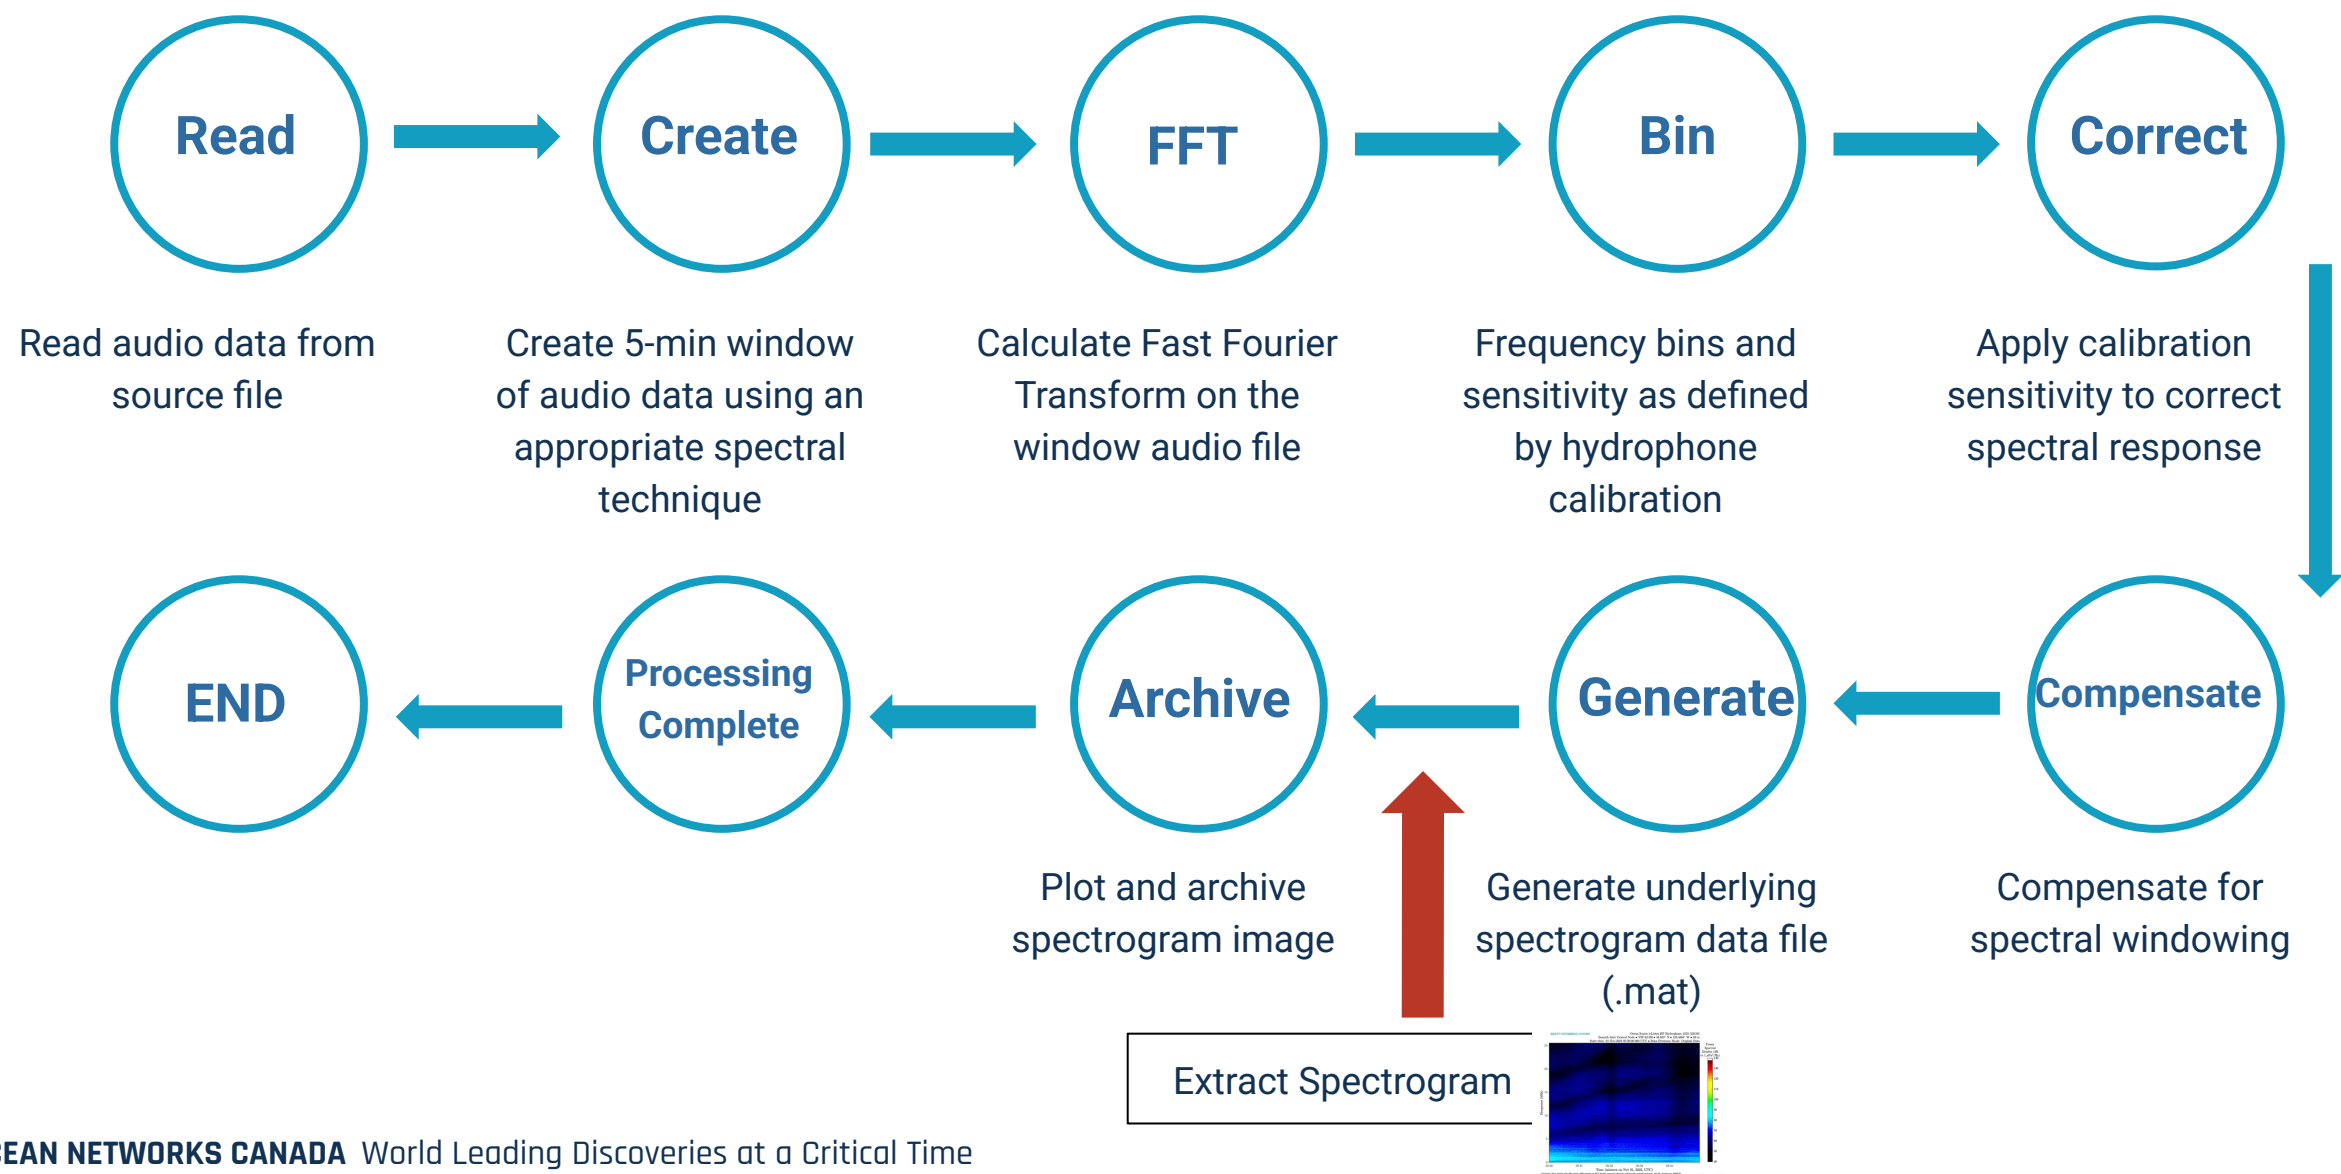 Read
Create
FFT
Bin
Correct
Read audio data from
source file
Create 5-min window
of audio data using an
appropriate spectral
technique
Calculate Fast Fourier
Transform on the
window audio file
Frequency bins and
sensitivity as defined
by hydrophone
calibration
Apply calibration
sensitivity to correct
spectral response
END
Processing
Complete
Archive
Generate
Compensate
Plot and archive
spectrogram image
Generate underlying
spectrogram data file
(.mat)
Compensate for
spectral windowing
Extract Spectrogram
CEAN NETWORKS CANADA World Leading Discoveries at a Critical Time